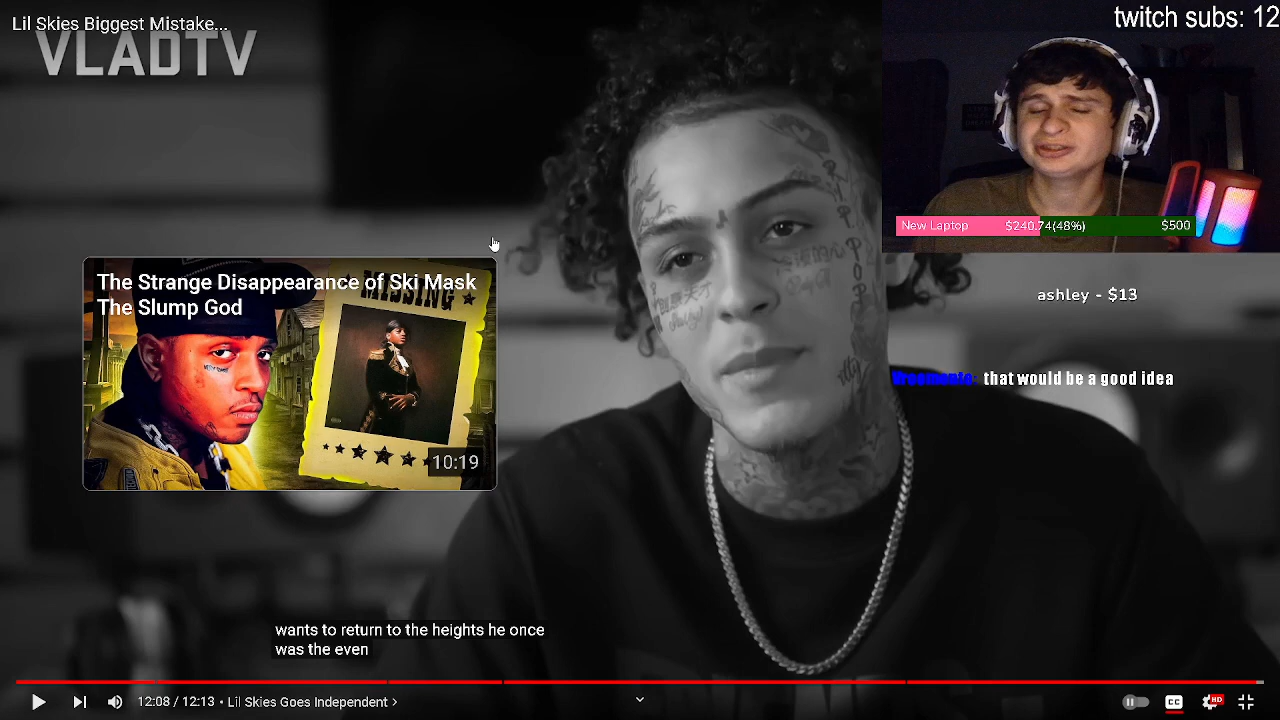 Lil Skies Biggest Mistake...
VLADTV
twitch subs: 12
New Laptop $240.74(48%) $500
The Strange Disappearance of Ski Mask
The Slump God
MISSING
10:19
ashley - $13
that would be a good idea
wants to return to the heights he once
was the even
12:08 / 12:13 • Lil Skies Goes Independent >
CC
HD